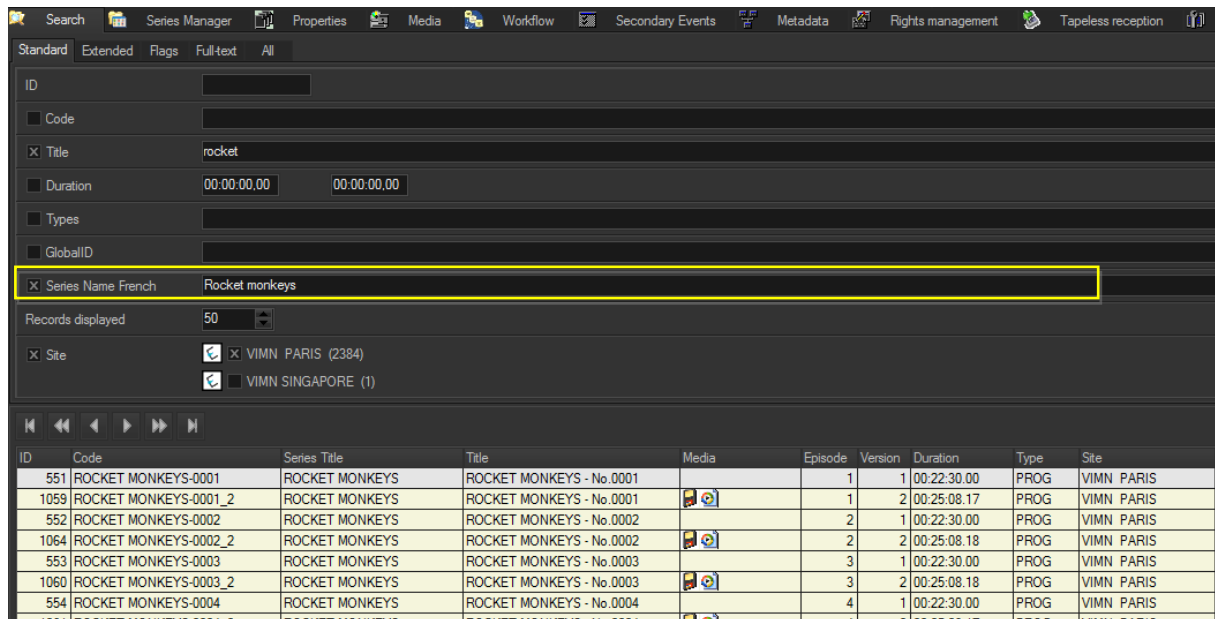 Search Series Manager Properties Media Workflow Secondary Events Metadata Rights management Tapeless reception
Standard Extended Flags Full-text All
ID
Code
Title rocket
Duration 00:00:00,00 00:00:00,00
Types
GlobalID
Series Name French Rocket monkeys
Records displayed 50
Site VIMN PARIS (2384)
VIMN SINGAPORE (1)
ID Code Series Title Title Media Episode Version Duration Type Site
551 ROCKET MONKEYS-0001 ROCKET MONKEYS ROCKET MONKEYS - No.0001 1 1 00:22:30.00 PROG VIMN PARIS
1059 ROCKET MONKEYS-0001_2 ROCKET MONKEYS ROCKET MONKEYS - No.0001 1 2 00:25:08.17 PROG VIMN PARIS
552 ROCKET MONKEYS-0002 ROCKET MONKEYS ROCKET MONKEYS - No.0002 2 1 00:22:30.00 PROG VIMN PARIS
1064 ROCKET MONKEYS-0002_2 ROCKET MONKEYS ROCKET MONKEYS - No.0002 2 2 00:25:08.18 PROG VIMN PARIS
553 ROCKET MONKEYS-0003 ROCKET MONKEYS ROCKET MONKEYS - No.0003 3 1 00:22:30.00 PROG VIMN PARIS
1060 ROCKET MONKEYS-0003_2 ROCKET MONKEYS ROCKET MONKEYS - No.0003 3 2 00:25:08.18 PROG VIMN PARIS
554 ROCKET MONKEYS-0004 ROCKET MONKEYS ROCKET MONKEYS - No.0004 4 1 00:22:30.00 PROG VIMN PARIS